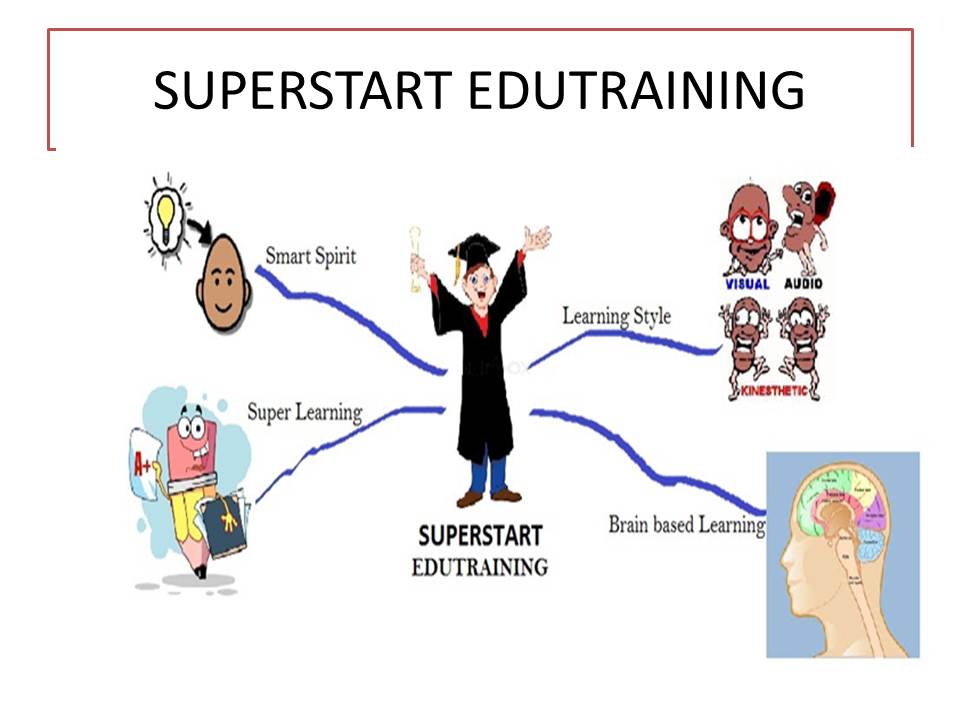 SUPERSTART EDUTRAINING
Smart Spirit
Learning Style
VISUAL AUDIO
KINESTHETIC
Super Learning
A+
Brain based Learning
SUPERSTART
EDUTRAINING